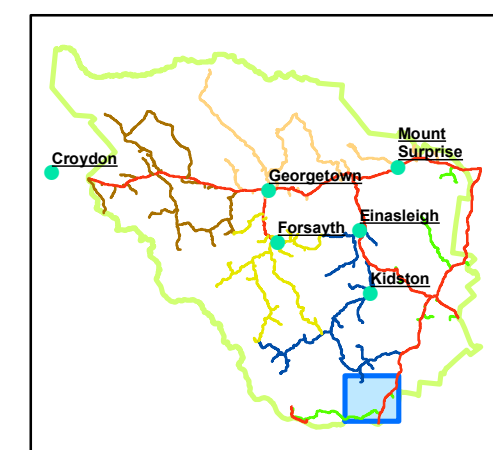 Mount
Surprise
Croydon
Georgetown
Forsayth
Einasleigh
Kidston